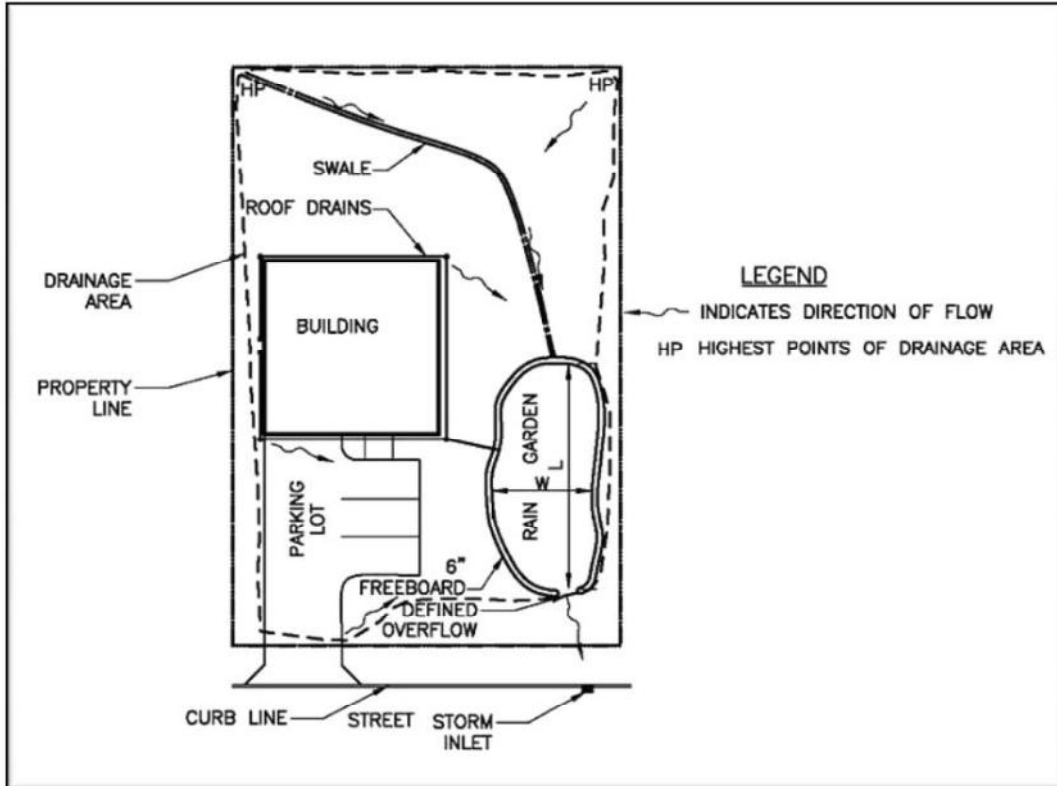 HP
HP
SWALE
ROOF DRAINS
DRAINAGE
AREA
BUILDING
PROPERTY
LINE
LEGEND
INDICATES DIRECTION OF FLOW
HP HIGHEST POINTS OF DRAINAGE AREA
RAIN GARDEN
L
W
PARKING
LOT
6"
FREEBOARD
DEFINED
OVERFLOW
CURB LINE
STREET
STORM
INLET